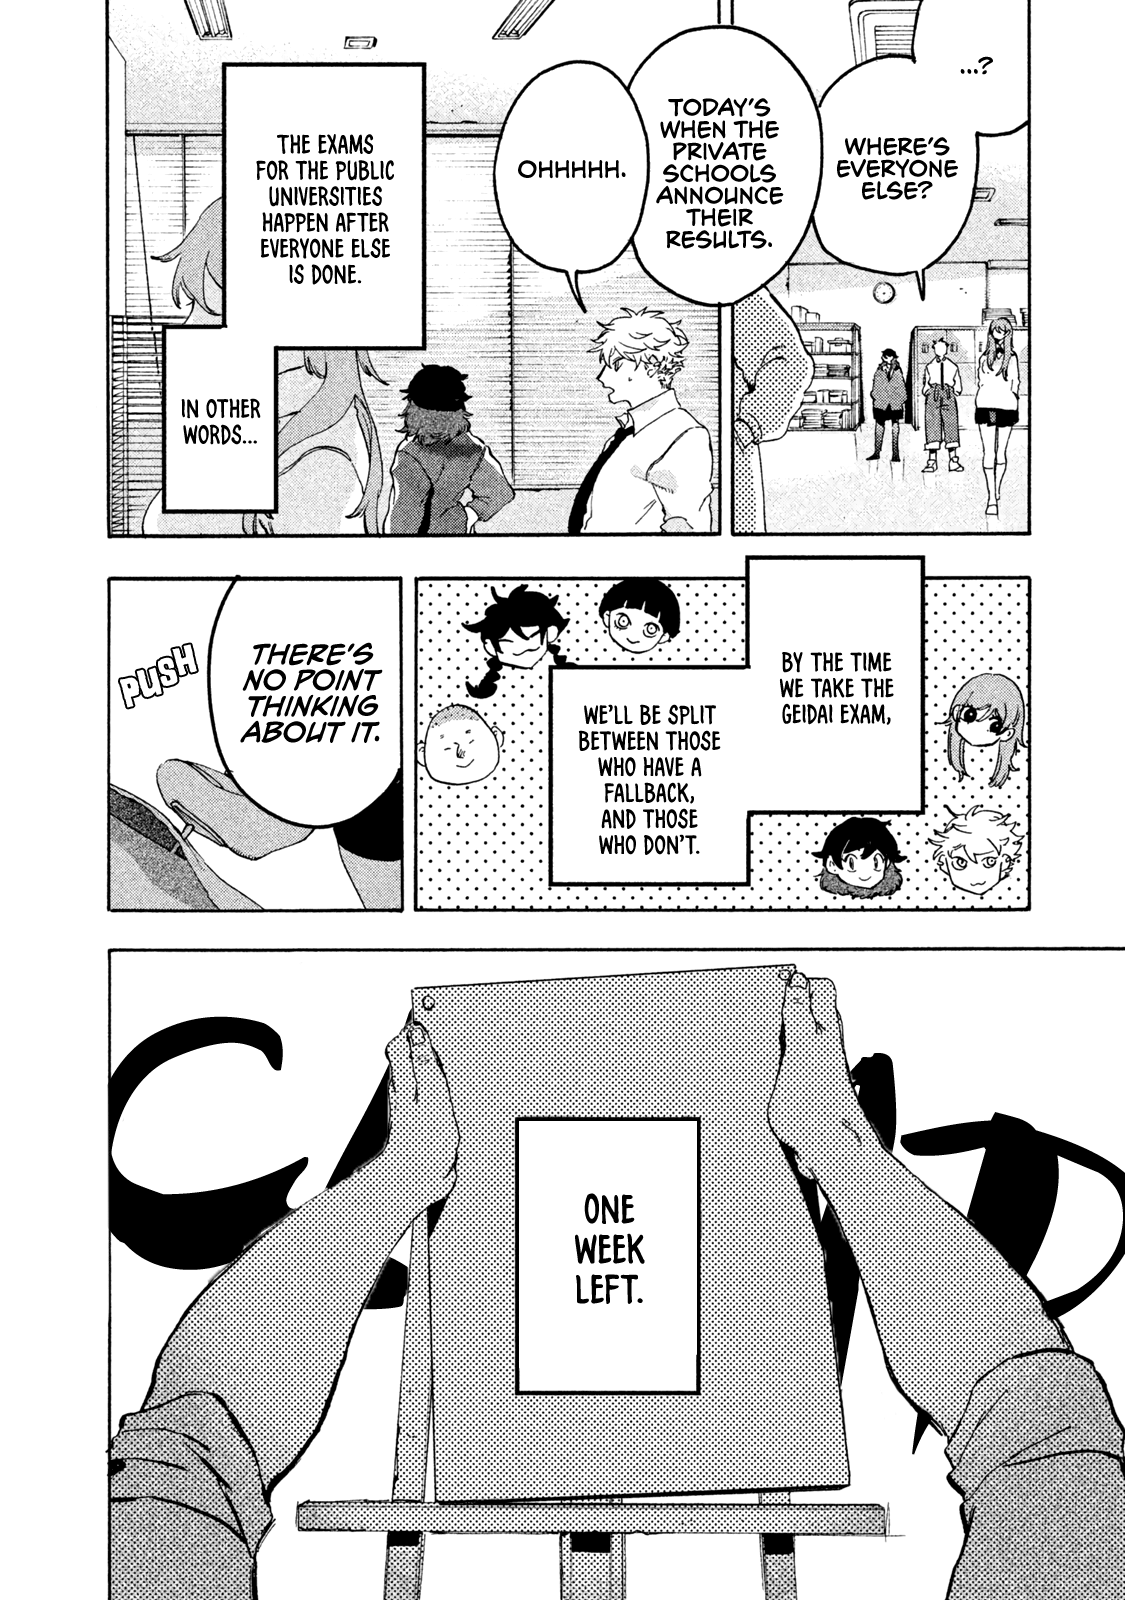 ...?
WHERE'S
EVERYONE
ELSE?
TODAY'S
WHEN THE
PRIVATE
SCHOOLS
ANNOUNCE
THEIR
RESULTS.
OHHHHH.
THE EXAMS
FOR THE PUBLIC
UNIVERSITIES
HAPPEN AFTER
EVERYONE ELSE
IS DONE.
IN OTHER
WORDS...
BY THE TIME
WE TAKE THE
GEIDAI EXAM,
WE'LL BE SPLIT
BETWEEN THOSE
WHO HAVE A
FALLBACK,
AND THOSE
WHO DON'T.
THERE'S
NO POINT
THINKING
ABOUT IT.
PUSH
ONE
WEEK
LEFT.